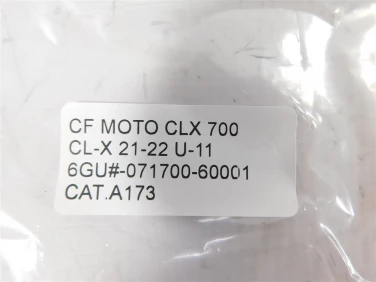 CF MOTO CLX 700
CL-X 21-22 U-11
6GU#-071700-60001
CAT.A173